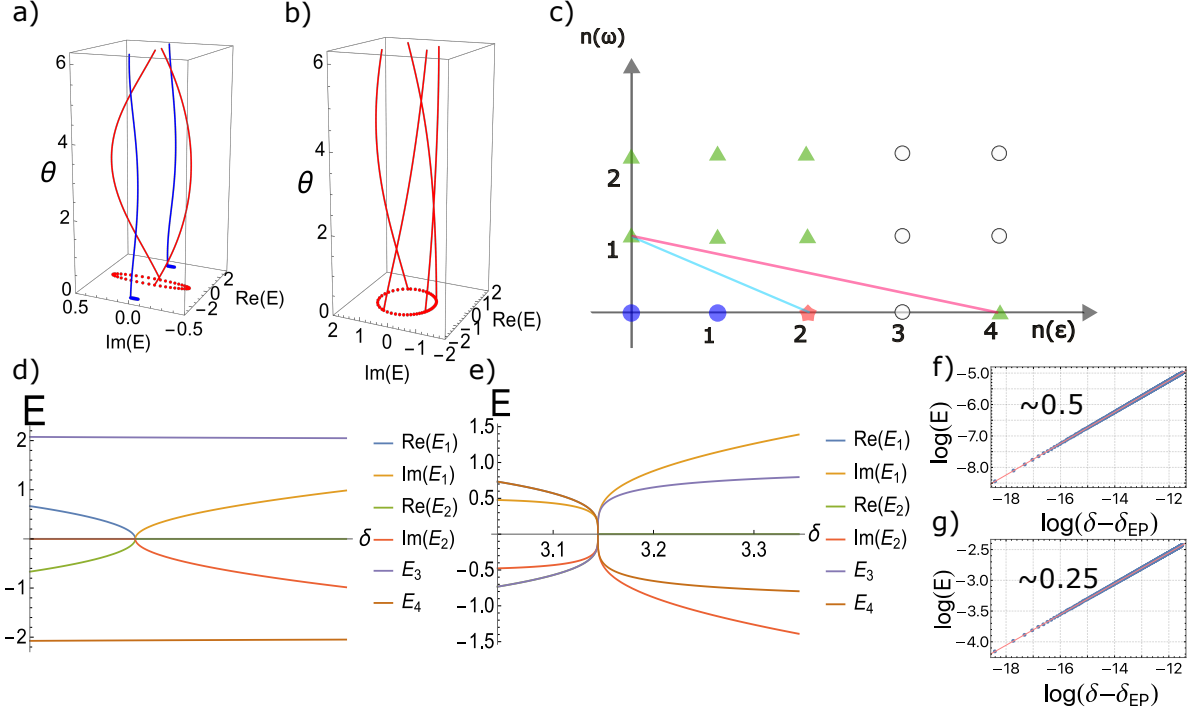 a)
6
4
θ
2
0
0.5
0.0
-0.5
Im(E)
-2
0
2
Re(E)
b)
6
4
θ
2
0
2
1
0
-1
-2
Im(E)
-2
-1
0
1
2
Re(E)
c)
n(ω)
2
1
1
2
3
4
n(ε)
d)
E
2
1
-1
-2
δ
Re(E₁)
Im(E₁)
Re(E₂)
Im(E₂)
E₃
E₄
e)
E
1.5
1.0
0.5
-0.5
-1.0
-1.5
3.1
3.2
3.3
δ
Re(E₁)
Im(E₁)
Re(E₂)
Im(E₂)
E₃
E₄
f)
log(E)
-5.0
-6.0
-7.0
-8.0
~0.5
-18
-16
-14
-12
log(δ-δEP)
g)
log(E)
-2.5
-3.0
-3.5
-4.0
~0.25
-18
-16
-14
-12
log(δ-δEP)